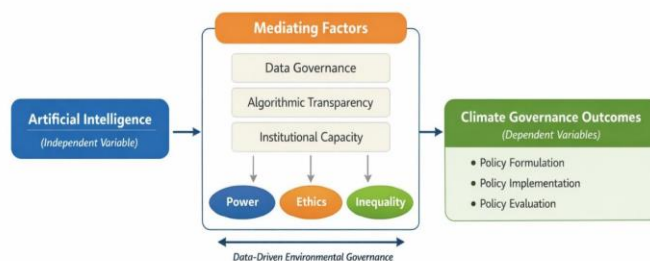 Mediating Factors
Data Governance
Algorithmic Transparency
Institutional Capacity
Artificial Intelligence
(Independent Variable)
Power
Ethics
Inequality
Data-Driven Environmental Governance
Climate Governance Outcomes
(Dependent Variables)
• Policy Formulation
• Policy Implementation
• Policy Evaluation